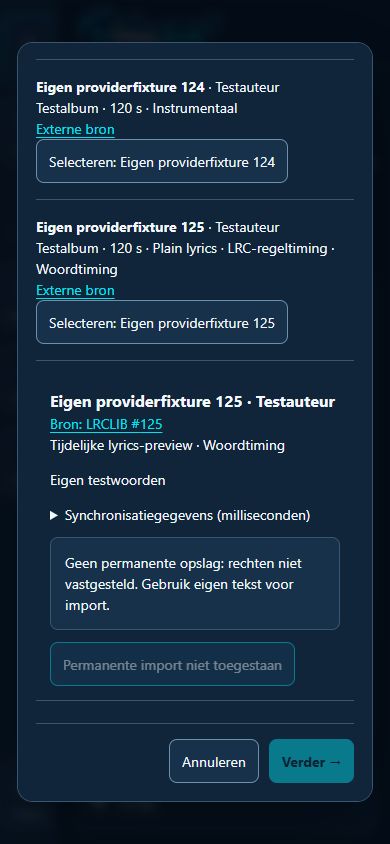 Eigen providerfixture 124 · Testauteur
Testalbum · 120 s · Instrumentaal
Externe bron
Selecteren: Eigen providerfixture 124
Eigen providerfixture 125 · Testauteur
Testalbum · 120 s · Plain lyrics · LRC-regeltiming ·
Woordtiming
Externe bron
Selecteren: Eigen providerfixture 125
Eigen providerfixture 125 · Testauteur
Bron: LRCLIB #125
Tijdelijke lyrics-preview · Woordtiming
Eigen testwoorden
▶ Synchronisatiegegevens (milliseconden)
Geen permanente opslag: rechten niet
vastgesteld. Gebruik eigen tekst voor
import.
Permanente import niet toegestaan
Annuleren
Verder →